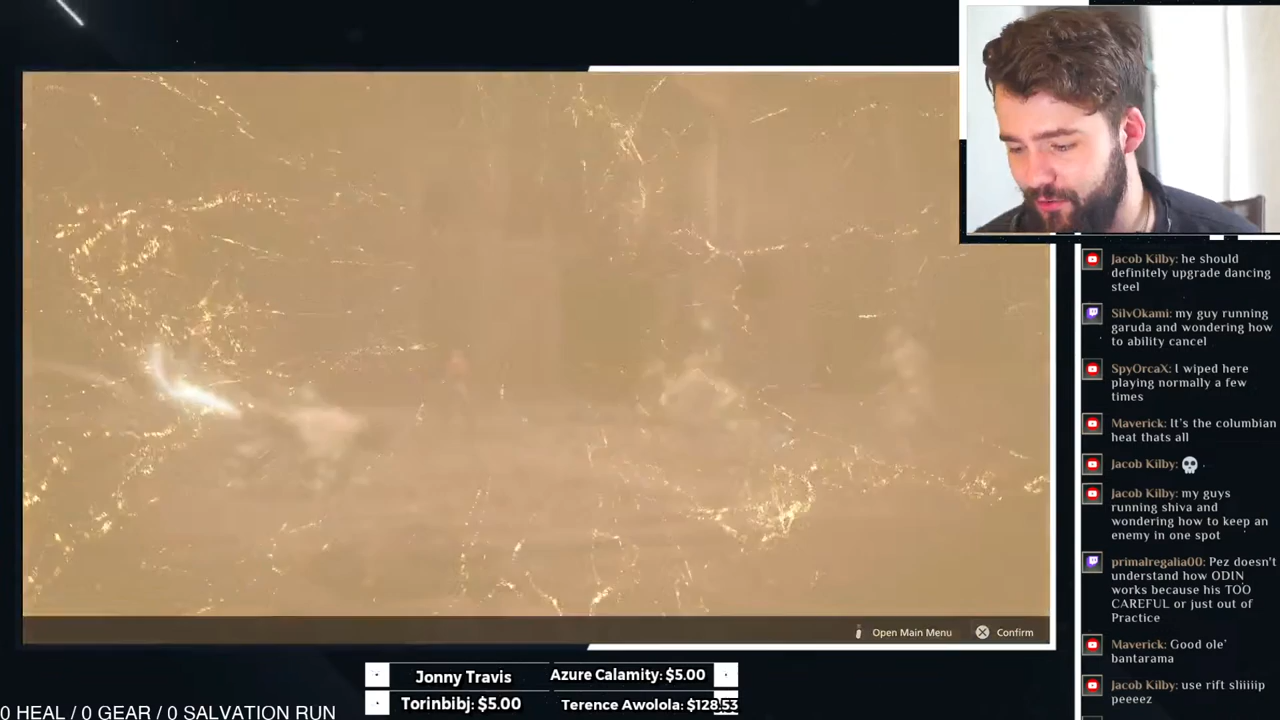 Jacob Kilby: he should
definitely upgrade dancing
steel
SilvOkami: my guy running
garuda and wondering how
to ability cancel
SpyOrcaX: I wiped here
playing normally a few
times
Maverick: It's the columbian
heat thats all
Jacob Kilby: 💀
Jacob Kilby: my guys
running shiva and
wondering how to keep an
enemy in one spot
primalregalia00: Pez doesn't
understand how ODIN
works because his TOO
CAREFUL or just out of
Practice
Maverick: Good ole'
bantarama
Jacob Kilby: use rift sliiiiip
peeeez
Open Main Menu
Confirm
Jonny Travis
Azure Calamity: $5.00
Torinbibj: $5.00
Terence Awolola: $128.53
0 HEAL / 0 GEAR / 0 SALVATION RUN